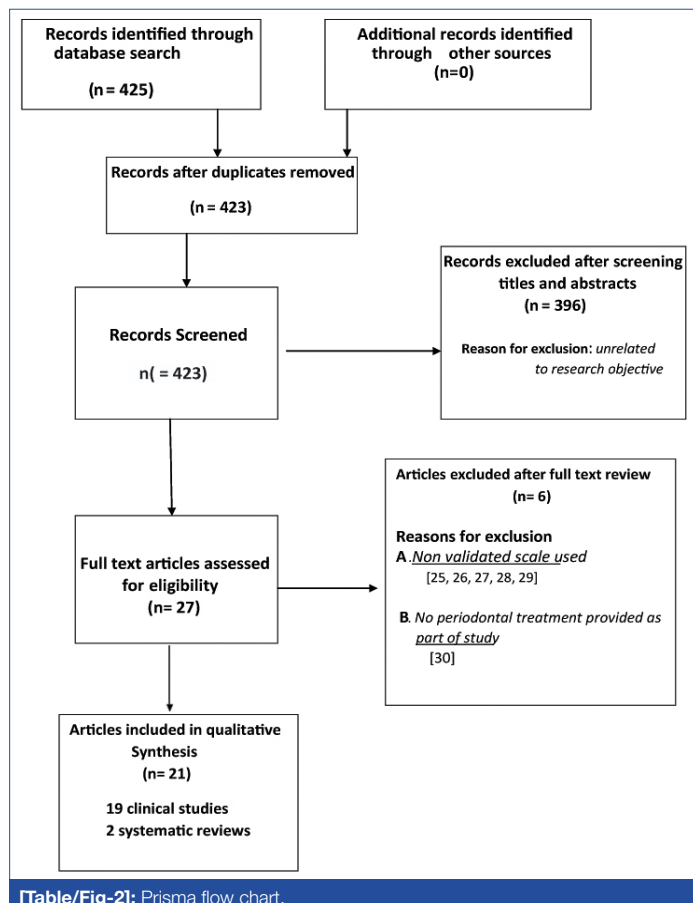 Records identified through
database search
(n = 425)
Additional records identified
through other sources
(n=0)
Records after duplicates removed
(n = 423)
Records Screened
n( = 423)
Records excluded after screening
titles and abstracts
(n = 396)
Reason for exclusion: unrelated
to research objective
Full text articles assessed
for eligibility
(n= 27)
Articles excluded after full text review
(n= 6)
Reasons for exclusion
A .Non validated scale used
[25, 26, 27, 28, 29]
B. No periodontal treatment provided as
part of study
[30]
Articles included in qualitative
Synthesis
(n= 21)
19 clinical studies
2 systematic reviews
[Table/Fig-2]: Prisma flow chart.